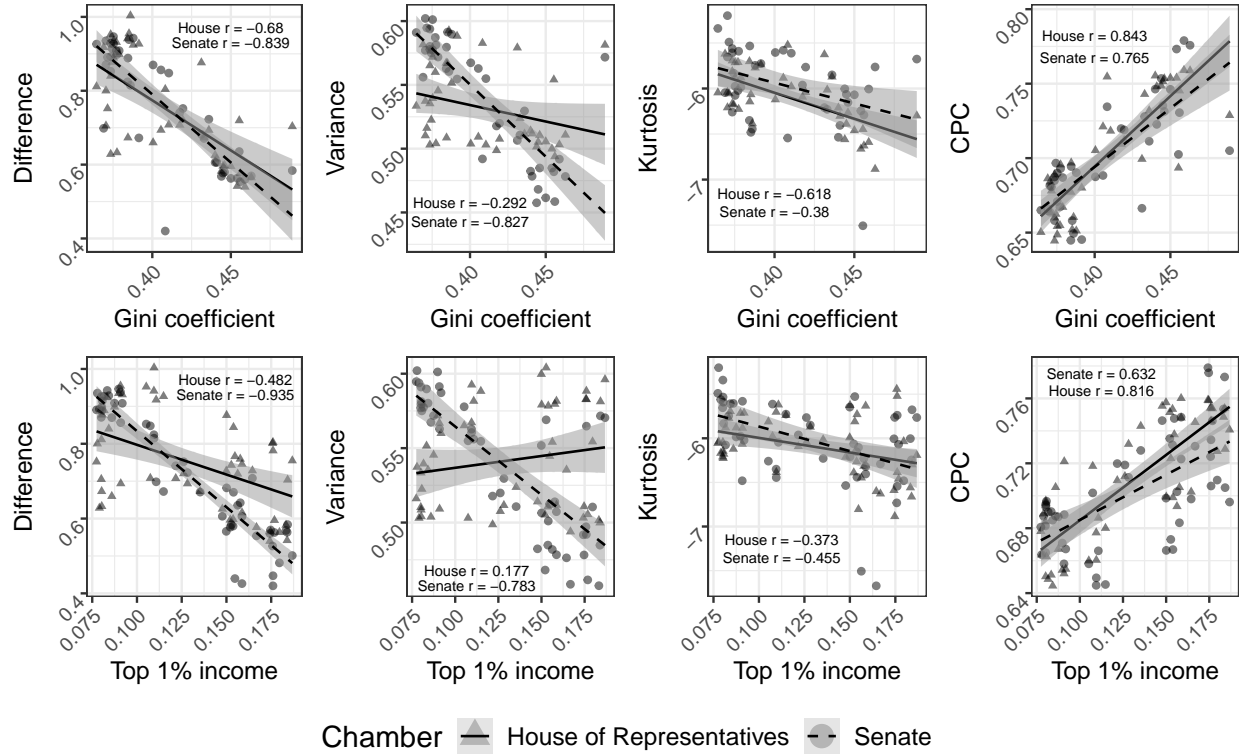 House r = −0.68
Senate r = −0.839
Difference
1.0
0.8
0.6
0.4
0.40
0.45
Gini coefficient
House r = −0.292
Senate r = −0.827
Variance
0.60
0.55
0.50
0.45
0.40
0.45
Gini coefficient
House r = −0.618
Senate r = −0.38
Kurtosis
−6
−7
0.40
0.45
Gini coefficient
House r = 0.843
Senate r = 0.765
CPC
0.80
0.75
0.70
0.65
0.40
0.45
Gini coefficient
House r = −0.482
Senate r = −0.935
Difference
1.0
0.8
0.6
0.4
0.075
0.100
0.125
0.150
0.175
Top 1% income
House r = 0.177
Senate r = −0.783
Variance
0.60
0.55
0.50
0.075
0.100
0.125
0.150
0.175
Top 1% income
House r = −0.373
Senate r = −0.455
Kurtosis
−6
−7
0.075
0.100
0.125
0.150
0.175
Top 1% income
Senate r = 0.632
House r = 0.816
CPC
0.76
0.72
0.68
0.64
0.075
0.100
0.125
0.150
0.175
Top 1% income
Chamber House of Representatives Senate